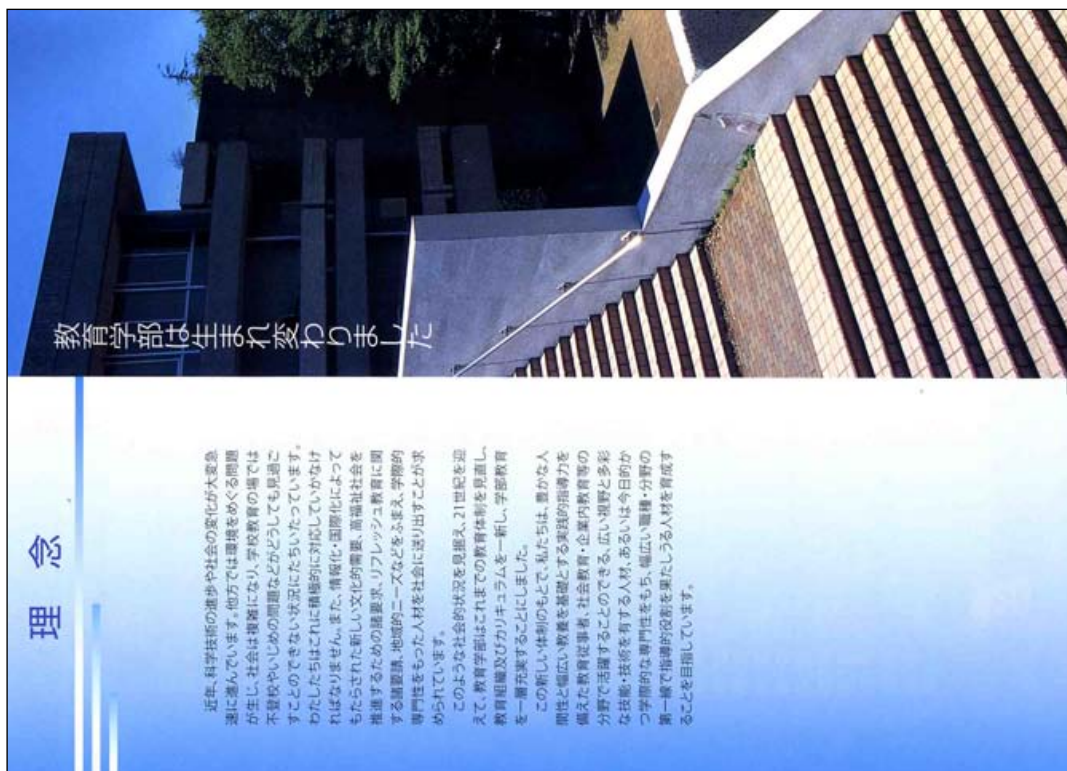 理念
教育学部は生まれ変わりました
近年、科学技術の進歩や社会の変化が大変急
速に進んでいます。他方では環境をめぐる問題
が生じ、社会は複雑になり、学校教育の場では
不登校やいじめの問題などがどうしても見過ご
すことのできない状況にたちいたっています。
わたしたちはこれに積極的に対応していかなけ
ればなりません。また、情報化・国際化によって
もたらされた新しい文化的需要、高福祉社会を
推進するための諸要求、リフレッシュ教育に関
する諸要請、地域的ニーズなどをふまえ、学際的
専門性をもった人材を社会に送り出すことが求
められています。
このような社会的状況を見据え、21世紀を迎
えて、教育学部はこれまでの教育体制を見直し、
教育組織及びカリキュラムを一新し、学部教育
を一層充実することにしました。
この新しい体制のもとで、私たちは、豊かな人
間性と幅広い教養を基礎とする実践的指導力を
備えた教育従事者、社会教育・企業内教育等の
分野で活躍することのできる、広い視野と多彩
な技能・技術を有する人材、あるいは今日的か
つ学際的な専門性をもち、幅広い職種・分野の
第一線で指導的役割を果たしうる人材を育成す
ることを目指しています。